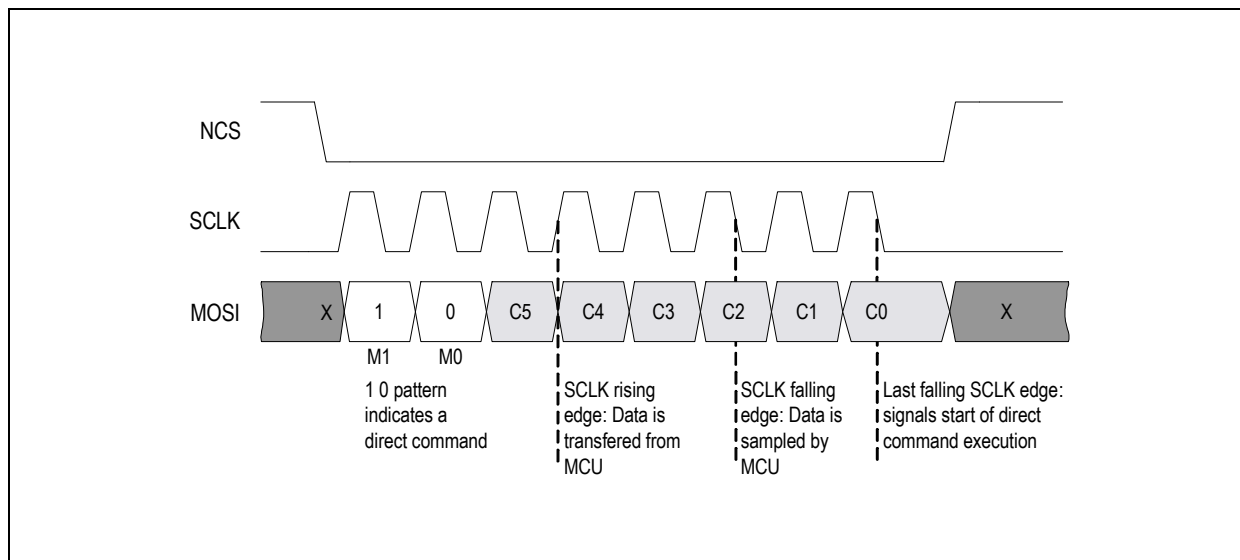 NCS
SCLK
MOSI
X
1
0
C5
C4
C3
C2
C1
C0
X
M1
M0
1 0 pattern
indicates a
direct command
SCLK rising
edge: Data is
transfered from
MCU
SCLK falling
edge: Data is
sampled by
MCU
Last falling SCLK edge:
signals start of direct
command execution